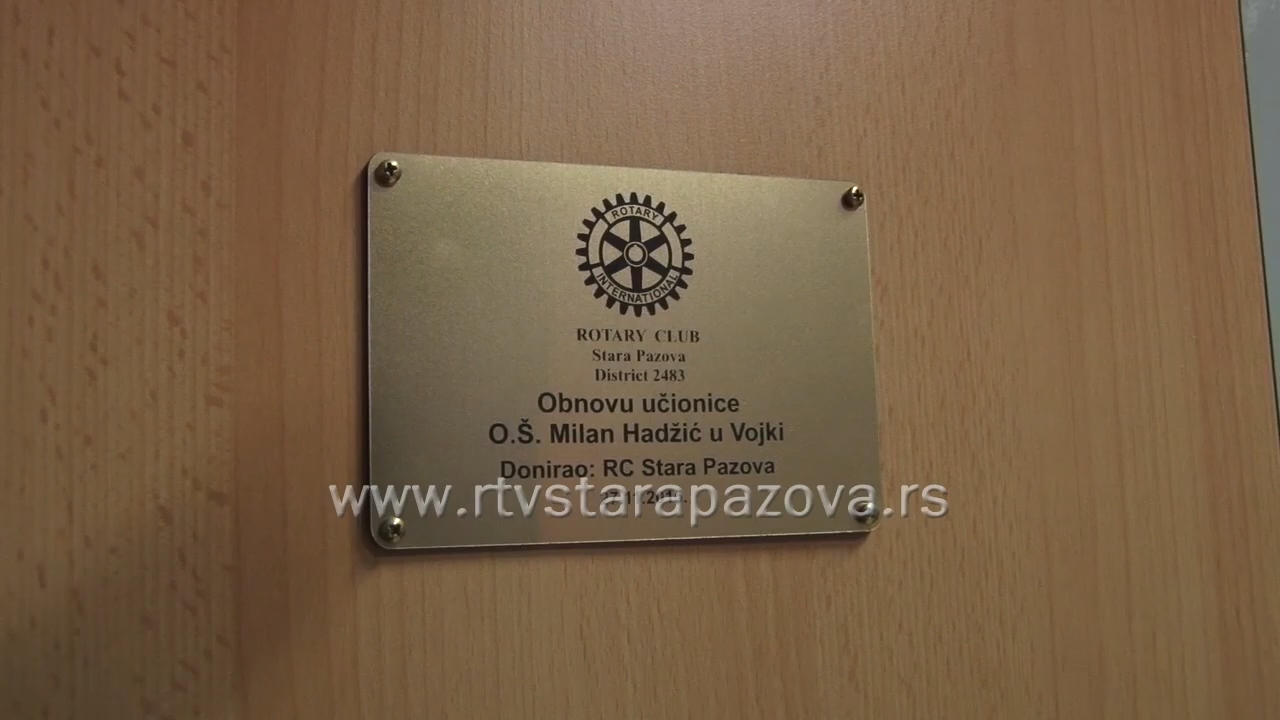 ROTARY
INTERNATIONAL
ROTARY CLUB
Stara Pazova
District 2483
Obnovu učionice
O.Š. Milan Hadžić u Vojki
Donirao: RC Stara Pazova
www.rtvstarapazova.rs